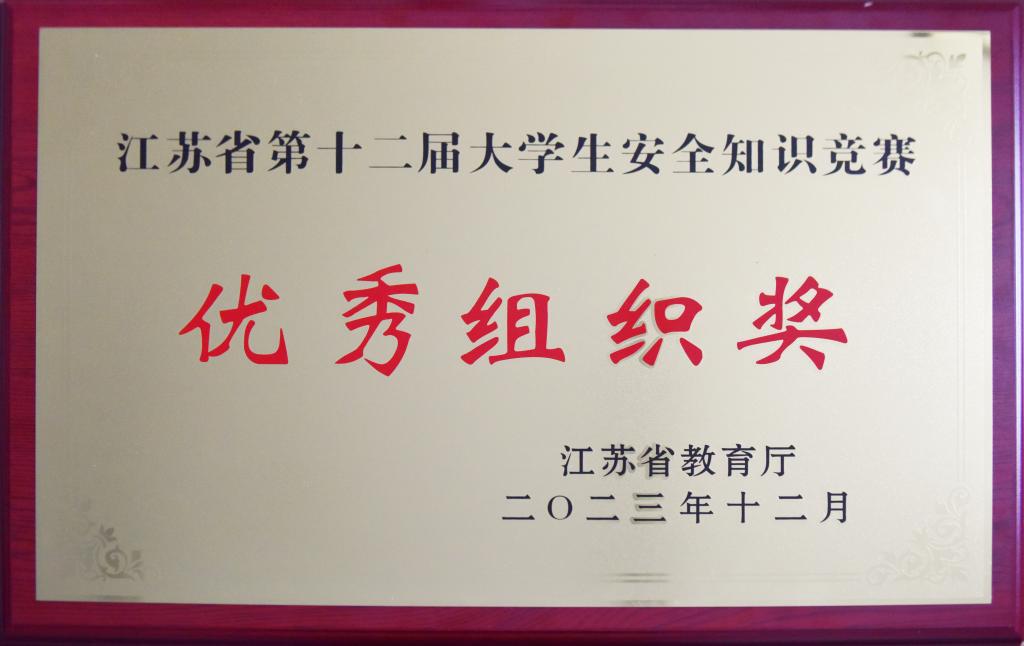 江苏省第十二届大学生安全知识竞赛
优秀组织奖
江苏省教育厅
二〇二三年十二月